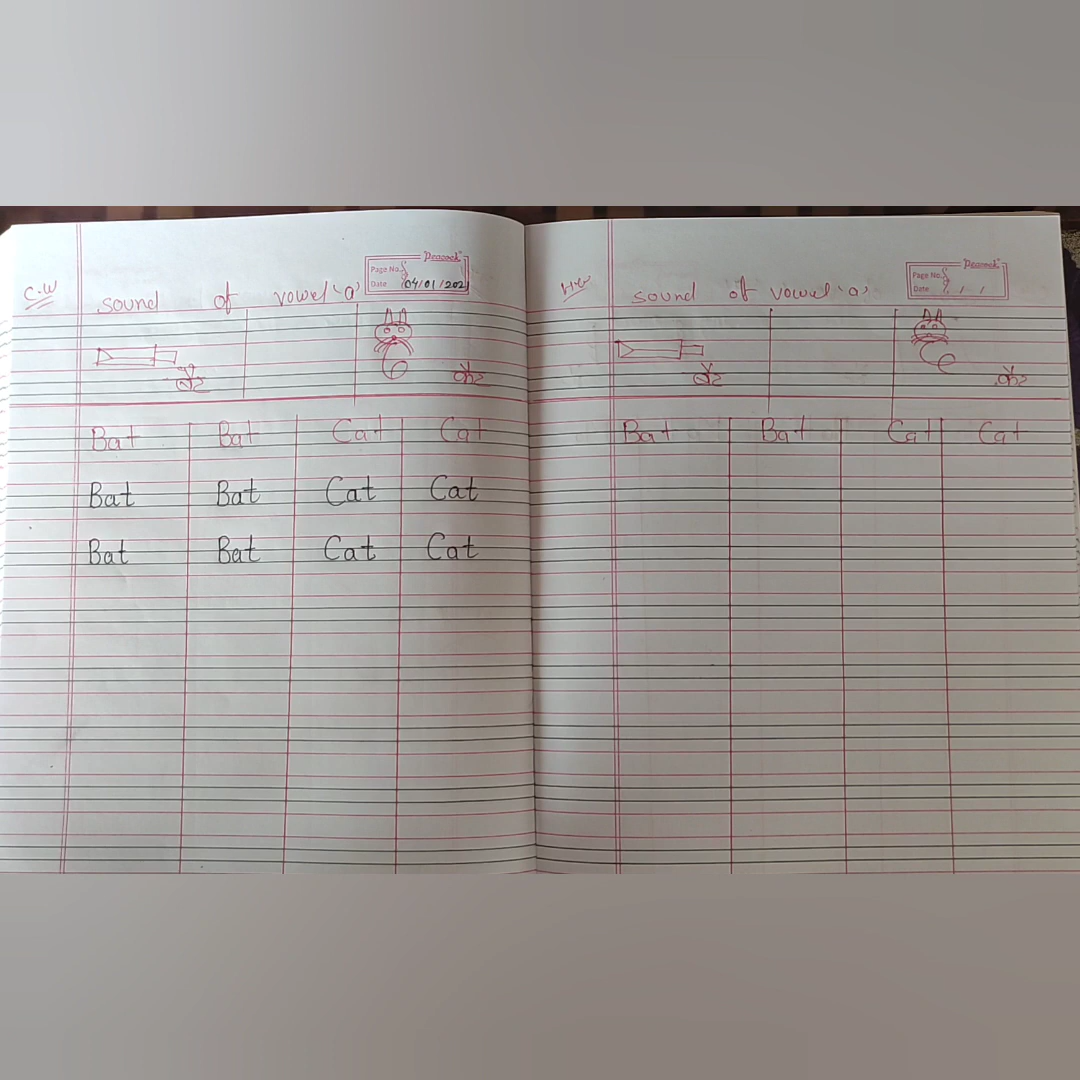 Peacock
Page No.
C.W sound of vowel 'a' Date 04/01/202
Bat Bat Cat Cat
Bat Bat Cat Cat
Bat Bat Cat Cat
Peacock
Page No.
H.W sound of vowel 'a' Date / /
Bat Bat Cat Cat